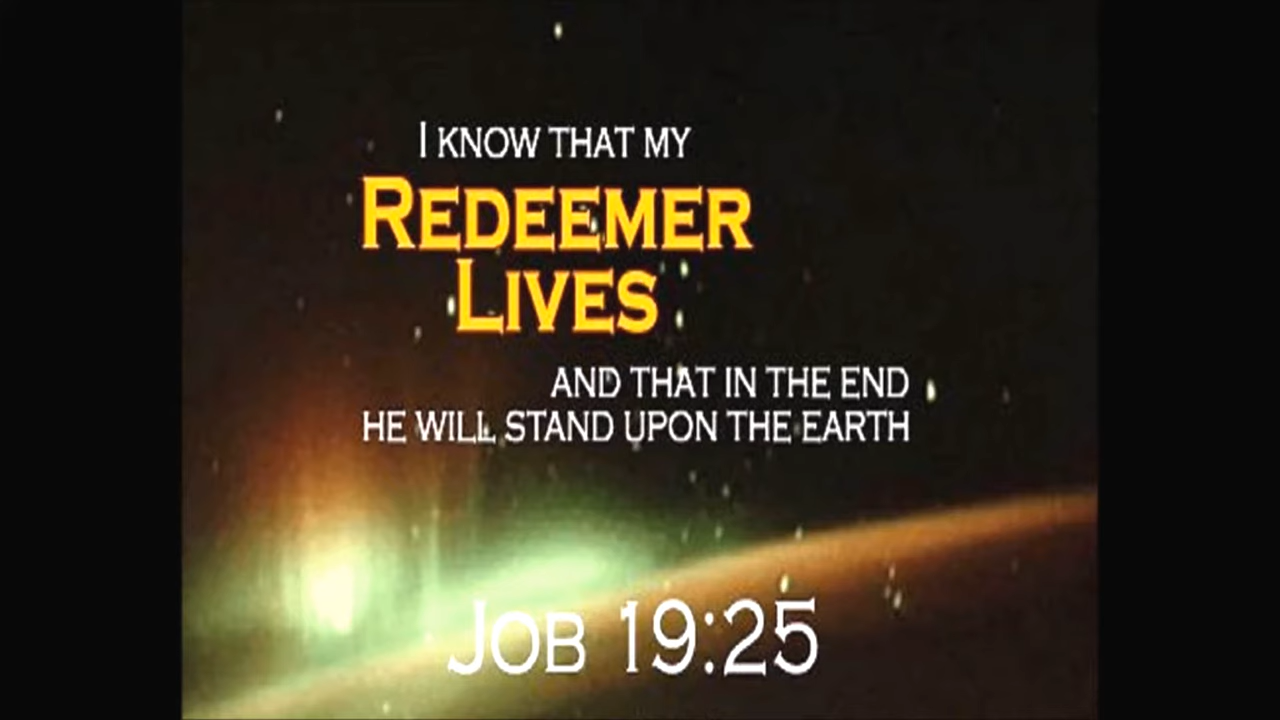 I KNOW THAT MY
REDEEMER
LIVES
AND THAT IN THE END
HE WILL STAND UPON THE EARTH
JOB 19:25